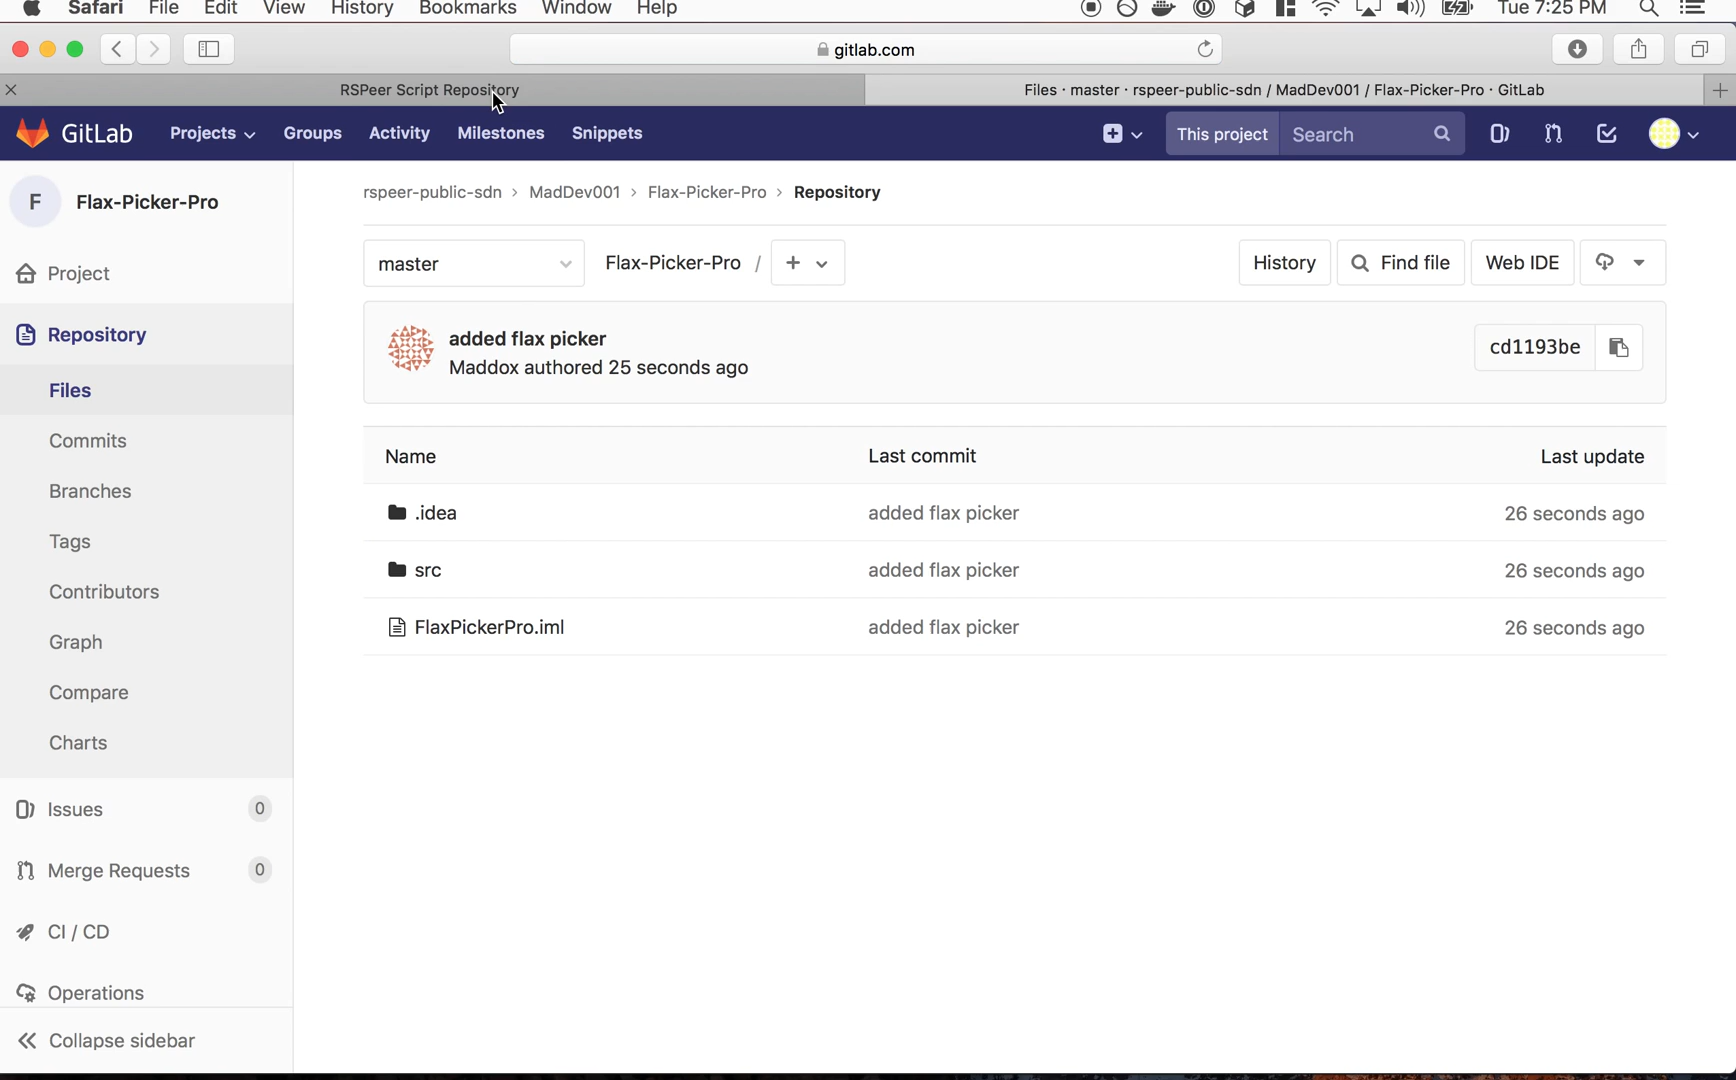 Safari File Edit View History Bookmarks Window Help Tue 7:25 PM
gitlab.com
RSPeer Script Repository
Files · master · rspeer-public-sdn / MadDev001 / Flax-Picker-Pro · GitLab
GitLab Projects Groups Activity Milestones Snippets This project Search
F Flax-Picker-Pro
Project
Repository
Files
Commits
Branches
Tags
Contributors
Graph
Compare
Charts
Issues 0
Merge Requests 0
CI / CD
Operations
Collapse sidebar
rspeer-public-sdn > MadDev001 > Flax-Picker-Pro > Repository
master Flax-Picker-Pro / + History Find file Web IDE
added flax picker
Maddox authored 25 seconds ago
cd1193be
Name Last commit Last update
.idea added flax picker 26 seconds ago
src added flax picker 26 seconds ago
FlaxPickerPro.iml added flax picker 26 seconds ago